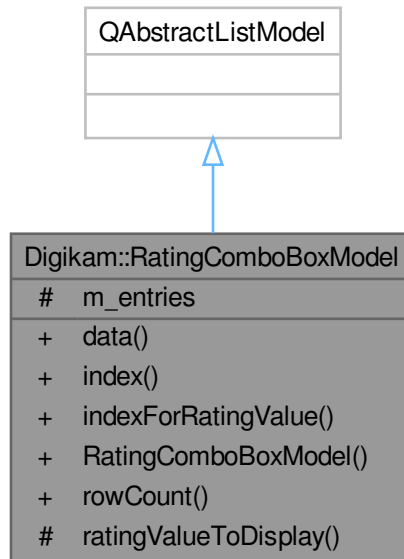 QAbstractListModel
Digikam::RatingComboBoxModel
# m_entries
+ data()
+ index()
+ indexForRatingValue()
+ RatingComboBoxModel()
+ rowCount()
# ratingValueToDisplay()